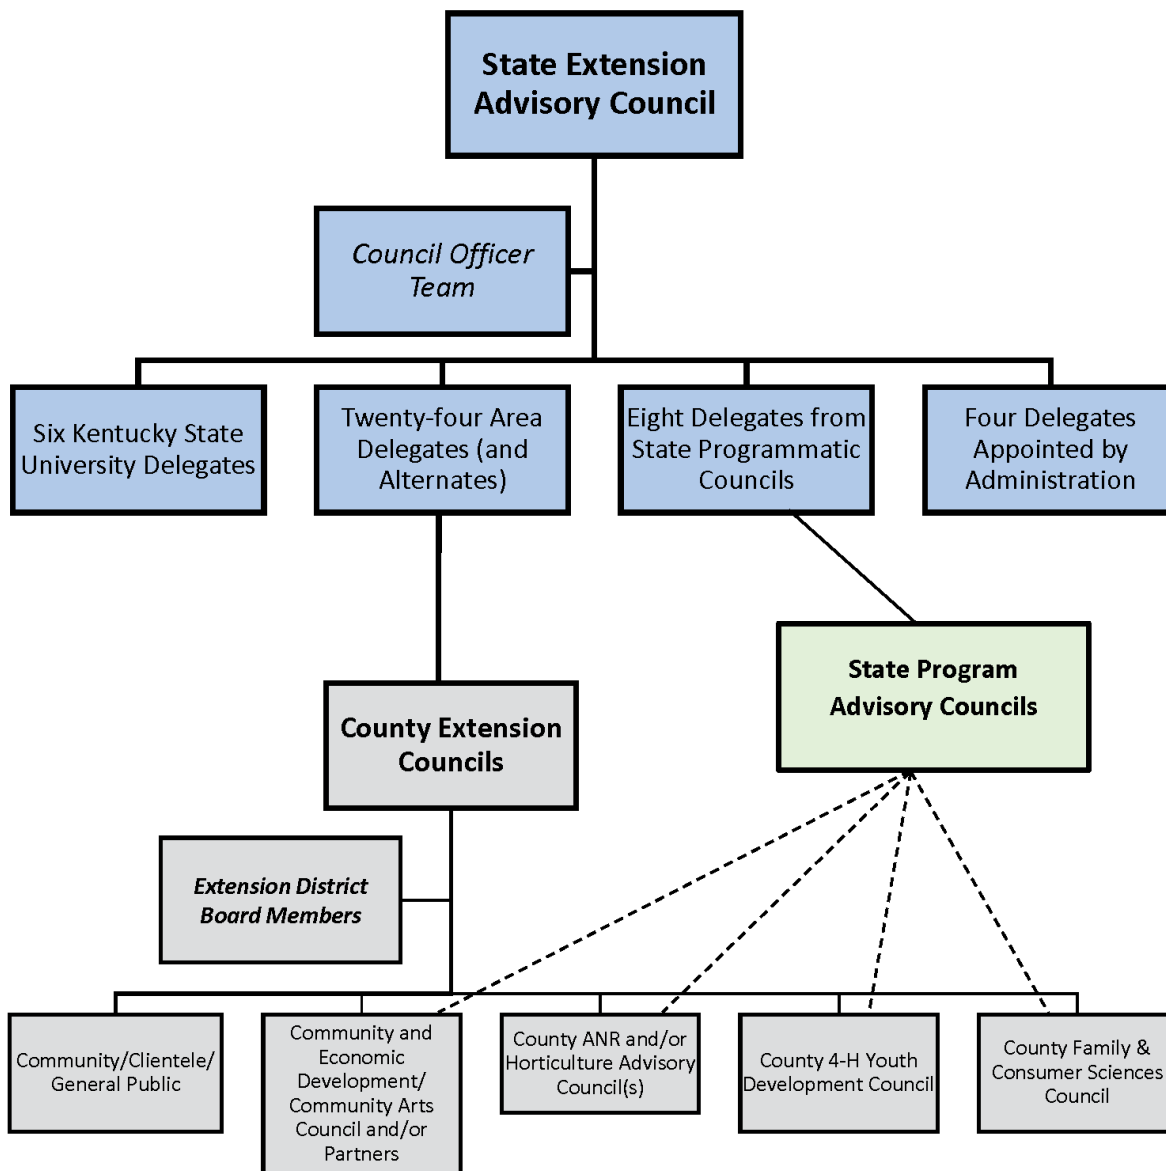 State Extension
Advisory Council
Council Officer
Team
Six Kentucky State
University Delegates
Twenty-four Area
Delegates (and
Alternates)
Eight Delegates from
State Programmatic
Councils
Four Delegates
Appointed by
Administration
State Program
Advisory Councils
County Extension
Councils
Extension District
Board Members
Community/Clientele/
General Public
Community and
Economic
Development/
Community Arts
Council and/or
Partners
County ANR and/or
Horticulture Advisory
Council(s)
County 4-H Youth
Development Council
County Family &
Consumer Sciences
Council